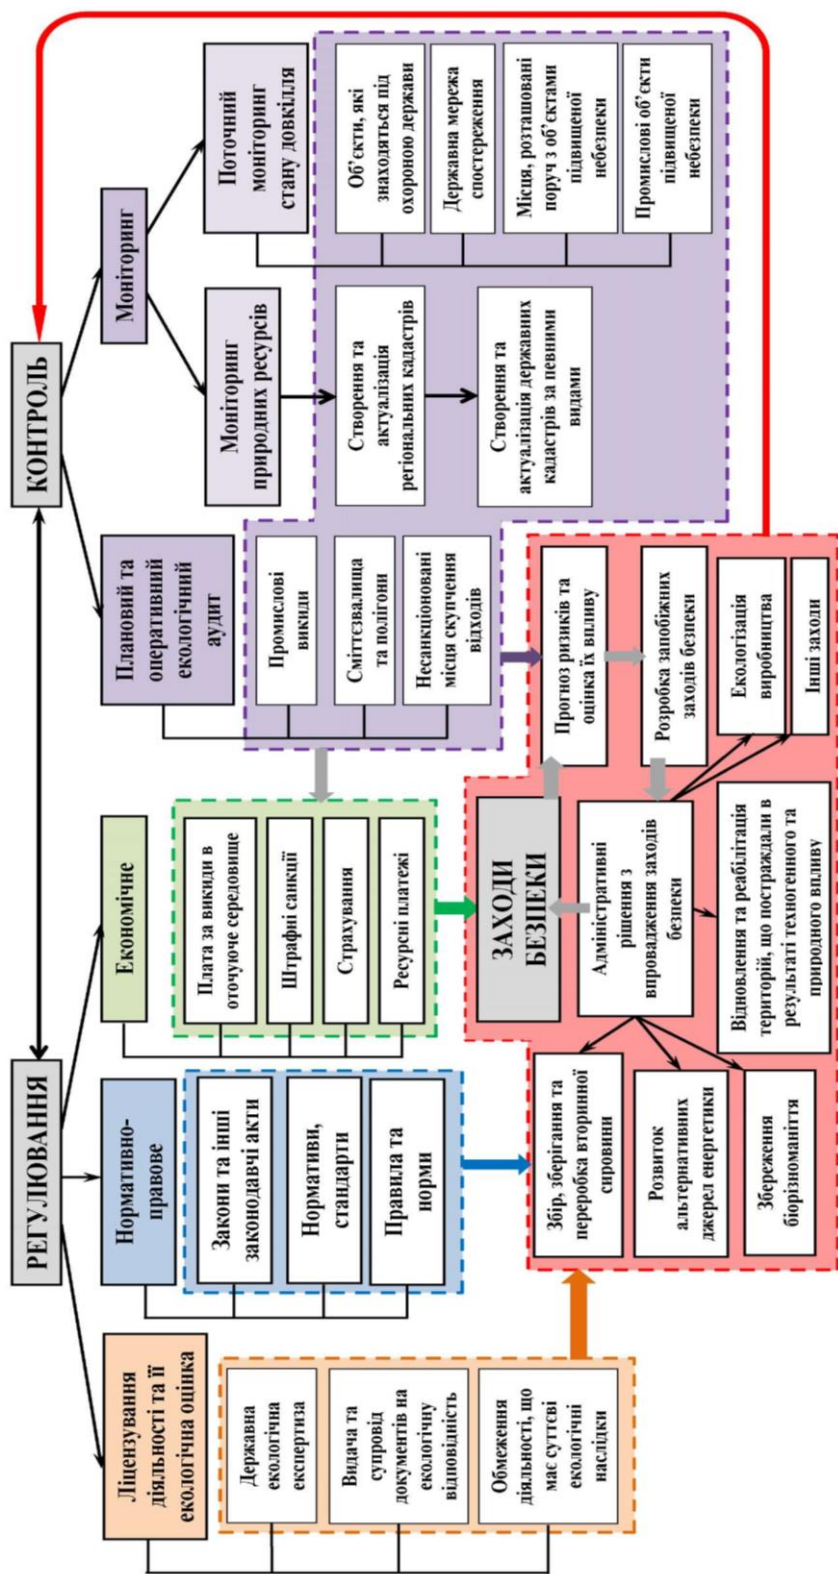 РЕГУЛЮВАННЯ
КОНТРОЛЬ
Ліцензування
діяльності та її
екологічна оцінка
Нормативно-
правове
Економічне
Плановий та
оперативний
екологічний
аудит
Моніторинг
Моніторинг
природних ресурсів
Поточний
моніторинг
стану довкілля
Державна
екологічна
експертиза
Видача та
супровід
документів на
екологічну
відповідність
Обмеження
діяльності, що
має суттєві
екологічні
наслідки
Закони та інші
законодавчі акти
Нормативи,
стандарти
Правила та
норми
Плата за викиди в
оточуюче середовище
Штрафні санкції
Страхування
Ресурсні платежі
Промислові
викиди
Сміттєзвалища
та полігони
Несанкціоновані
місця скупчення
відходів
Створення та
актуалізація
регіональних кадастрів
Створення та
актуалізація державних
кадастрів за певними
видами
Об’єкти, які
знаходяться під
охороною держави
Державна мережа
спостереження
Місця, розташовані
поруч з об’єктами
підвищеної
небезпеки
Промислові об’єкти
підвищеної
небезпеки
ЗАХОДИ
БЕЗПЕКИ
Прогноз ризиків та
оцінка їх впливу
Розробка запобіжних
заходів безпеки
Адміністративні
рішення з
впровадження заходів
безпеки
Збір, зберігання та
переробка вторинної
сировини
Розвиток
альтернативних
джерел енергетики
Збереження
біорізноманіття
Відновлення та реабілітація
територій, що постраждали в
результаті техногенного та
природного впливу
Екологізація
виробництва
Інші заходи